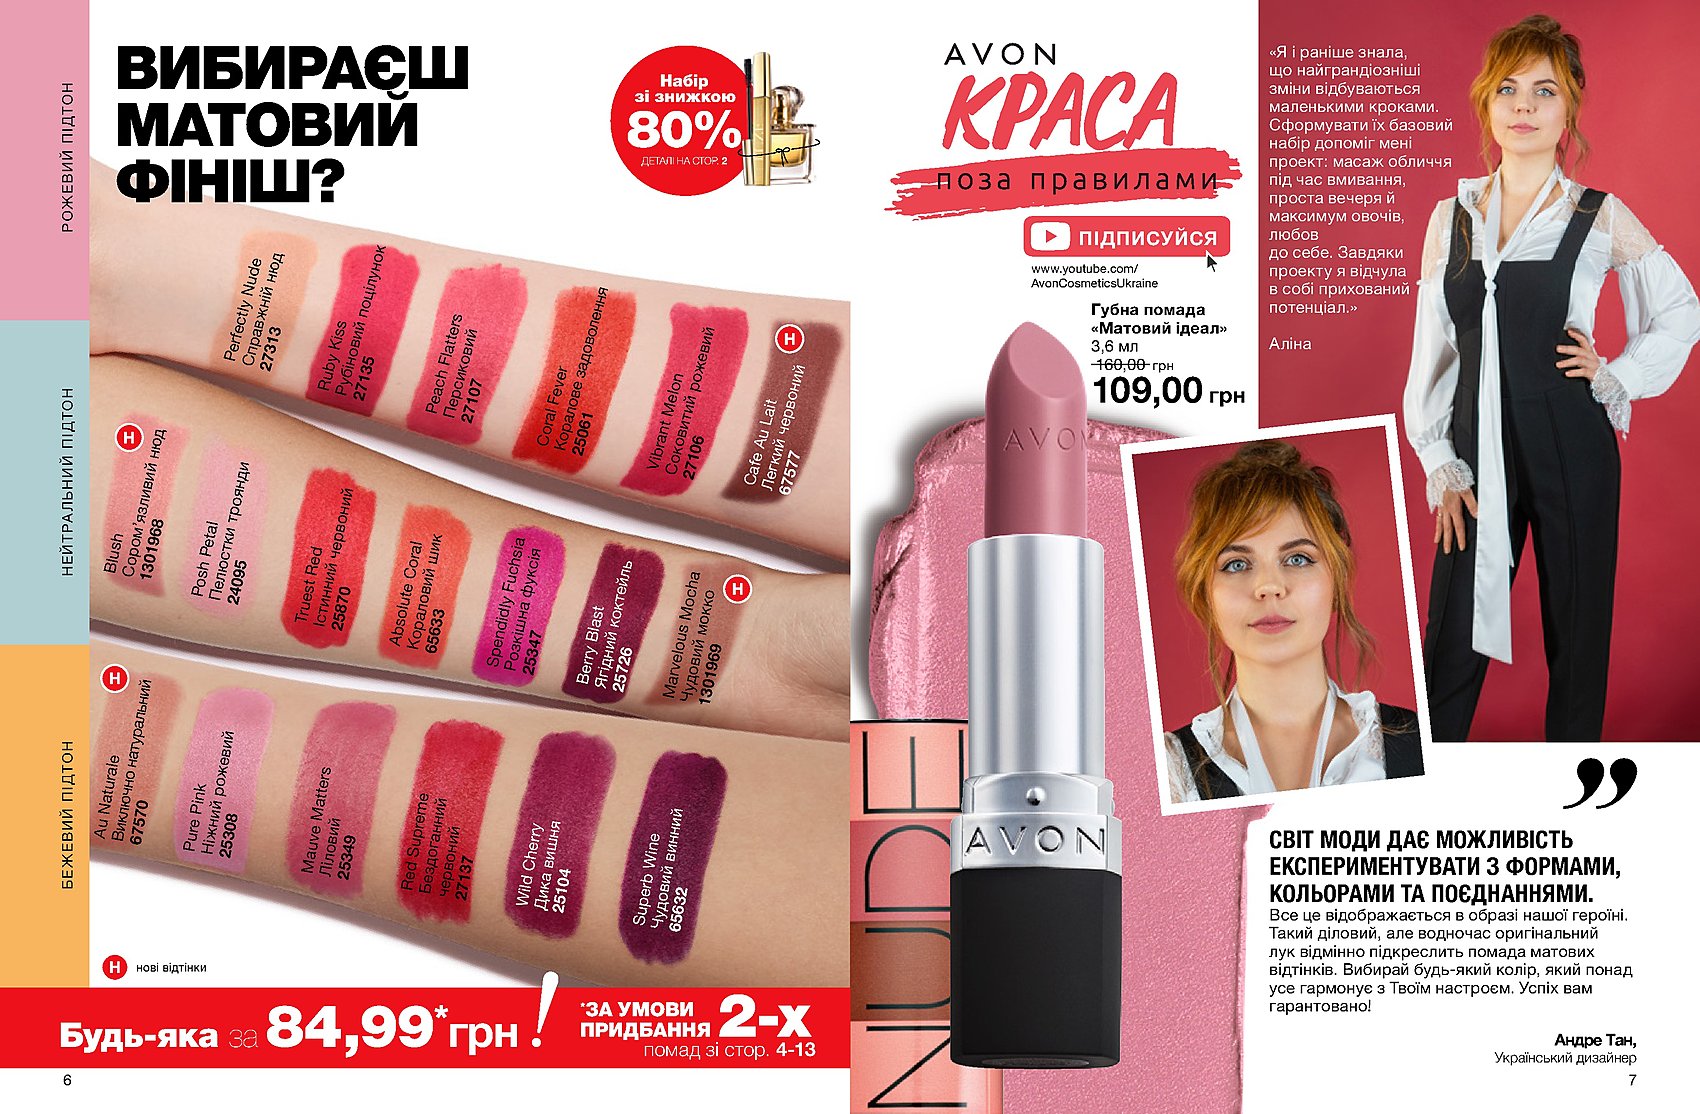 ВИБИРАЄШ
МАТОВИЙ
ФІНІШ?
Набір
зі знижкою
80%
ДЕТАЛІ НА СТОР. 2
РОЖЕВИЙ ПІДТОН
НЕЙТРАЛЬНИЙ ПІДТОН
БЕЖЕВИЙ ПІДТОН
Perfectly Nude
Справжній нюд
27313
Ruby Kiss
Рубіновий поцілунок
27135
Peach Flatters
Персиковий
27107
Coral Fever
Коралове задоволення
25061
Vibrant Melon
Соковитий рожевий
27106
Н
Cafe Au Lait
Легкий червоний
67577
Н
Blush
Сором'язливий нюд
1301968
Posh Petal
Пелюстки троянди
24095
Truest Red
Істинний червоний
25870
Absolute Coral
Кораловий шик
65633
Spendidly Fuchsia
Розкішна фуксія
25347
Berry Blast
Ягідний коктейль
25726
Н
Marvelous Mocha
Чудовий мокко
1301969
Н
Au Naturale
Виключно натуральний
67570
Pure Pink
Ніжний рожевий
25308
Mauve Matters
Ліловий
25349
Red Supreme
Бездоганний
червоний
27137
Wild Cherry
Дика вишня
25104
Superb Wine
Чудовий винний
65632
Н нові відтінки
Будь-яка за 84,99* грн!
*ЗА УМОВИ
ПРИДБАННЯ 2-х
помад зі стор. 4-13
6
AVON
КРАСА
поза правилами
ПІДПИСУЙСЯ
www.youtube.com/
AvonCosmeticsUkraine
Губна помада
«Матовий ідеал»
3,6 мл
160,00 грн
109,00 грн
AVON
AVON
NUDE
«Я і раніше знала,
що найграндіозніші
зміни відбуваються
маленькими кроками.
Сформувати їх базовий
набір допоміг мені
проект: масаж обличчя
під час вмивання,
проста вечеря й
максимум овочів,
любов
до себе. Завдяки
проекту я відчула
в собі прихований
потенціал.»
Аліна
”
СВІТ МОДИ ДАЄ МОЖЛИВІСТЬ
ЕКСПЕРИМЕНТУВАТИ З ФОРМАМИ,
КОЛЬОРАМИ ТА ПОЄДНАННЯМИ.
Все це відображається в образі нашої героїні.
Такий діловий, але водночас оригінальний
лук відмінно підкреслить помада матових
відтінків. Вибирай будь-який колір, який понад
усе гармонує з Твоїм настроєм. Успіх вам
гарантовано!
Андре Тан,
Український дизайнер
7